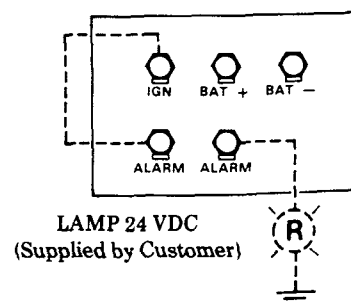 IGN BAT + BAT -
ALARM ALARM
LAMP 24 VDC
R
(Supplied by Customer)